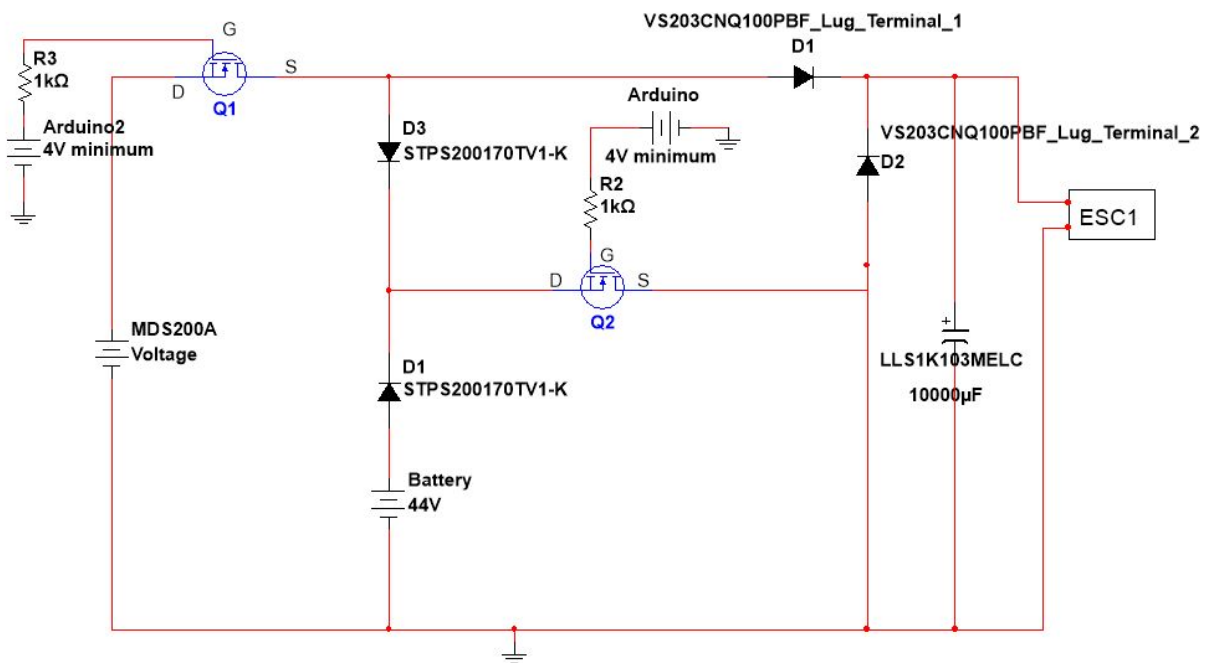 VS203CNQ100PBF_Lug_Terminal_1
D1
G
R3
1kΩ
S
D
Q1
Arduino
Arduino2
4V minimum
D3
STPS200170TV1-K
4V minimum
VS203CNQ100PBF_Lug_Terminal_2
D2
R2
1kΩ
ESC1
G
D
S
Q2
MDS200A
Voltage
+
LLS1K103MELC
10000µF
D1
STPS200170TV1-K
Battery
44V